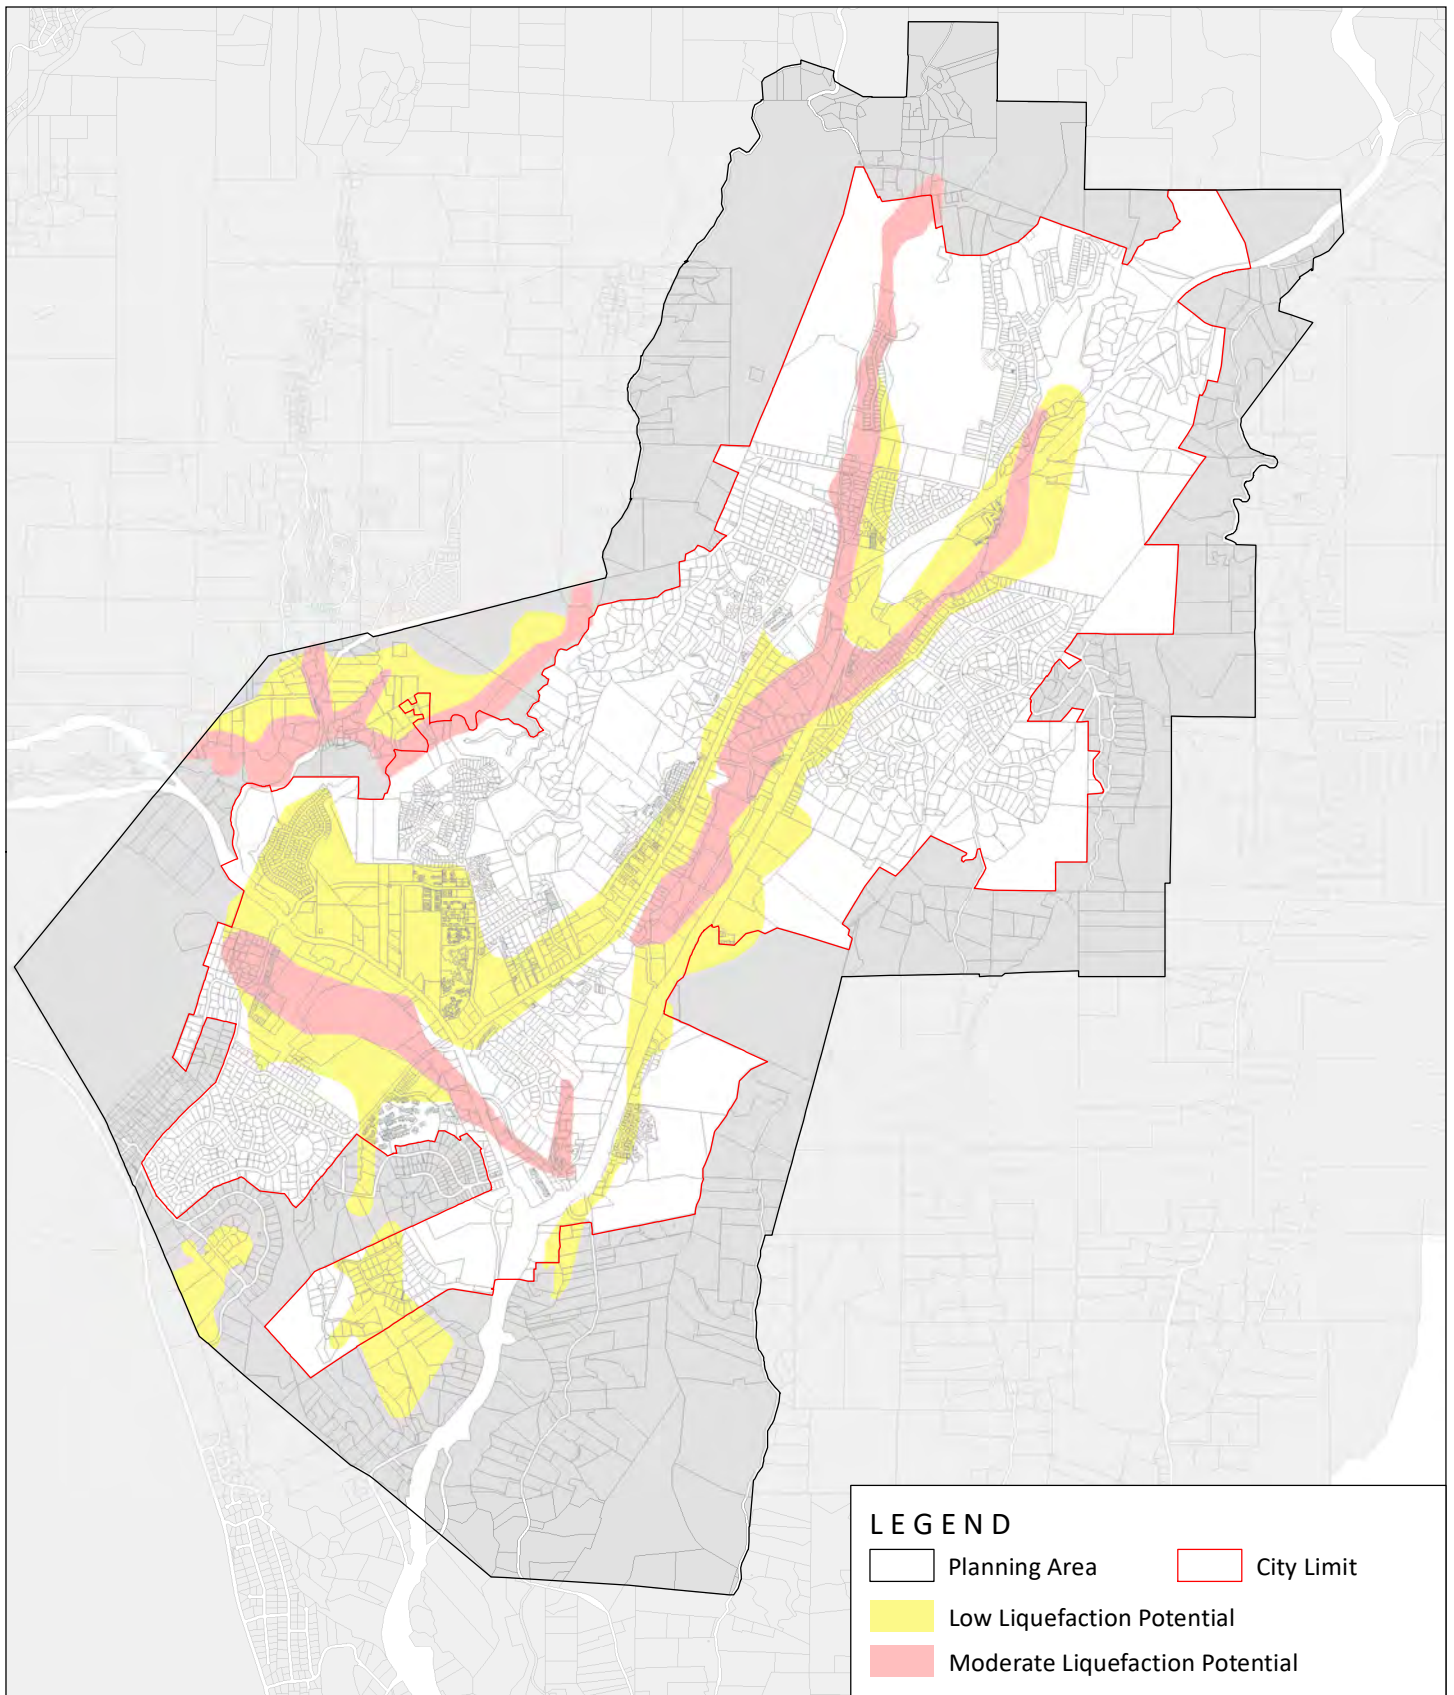 LEGEND
Planning Area
City Limit
Low Liquefaction Potential
Moderate Liquefaction Potential